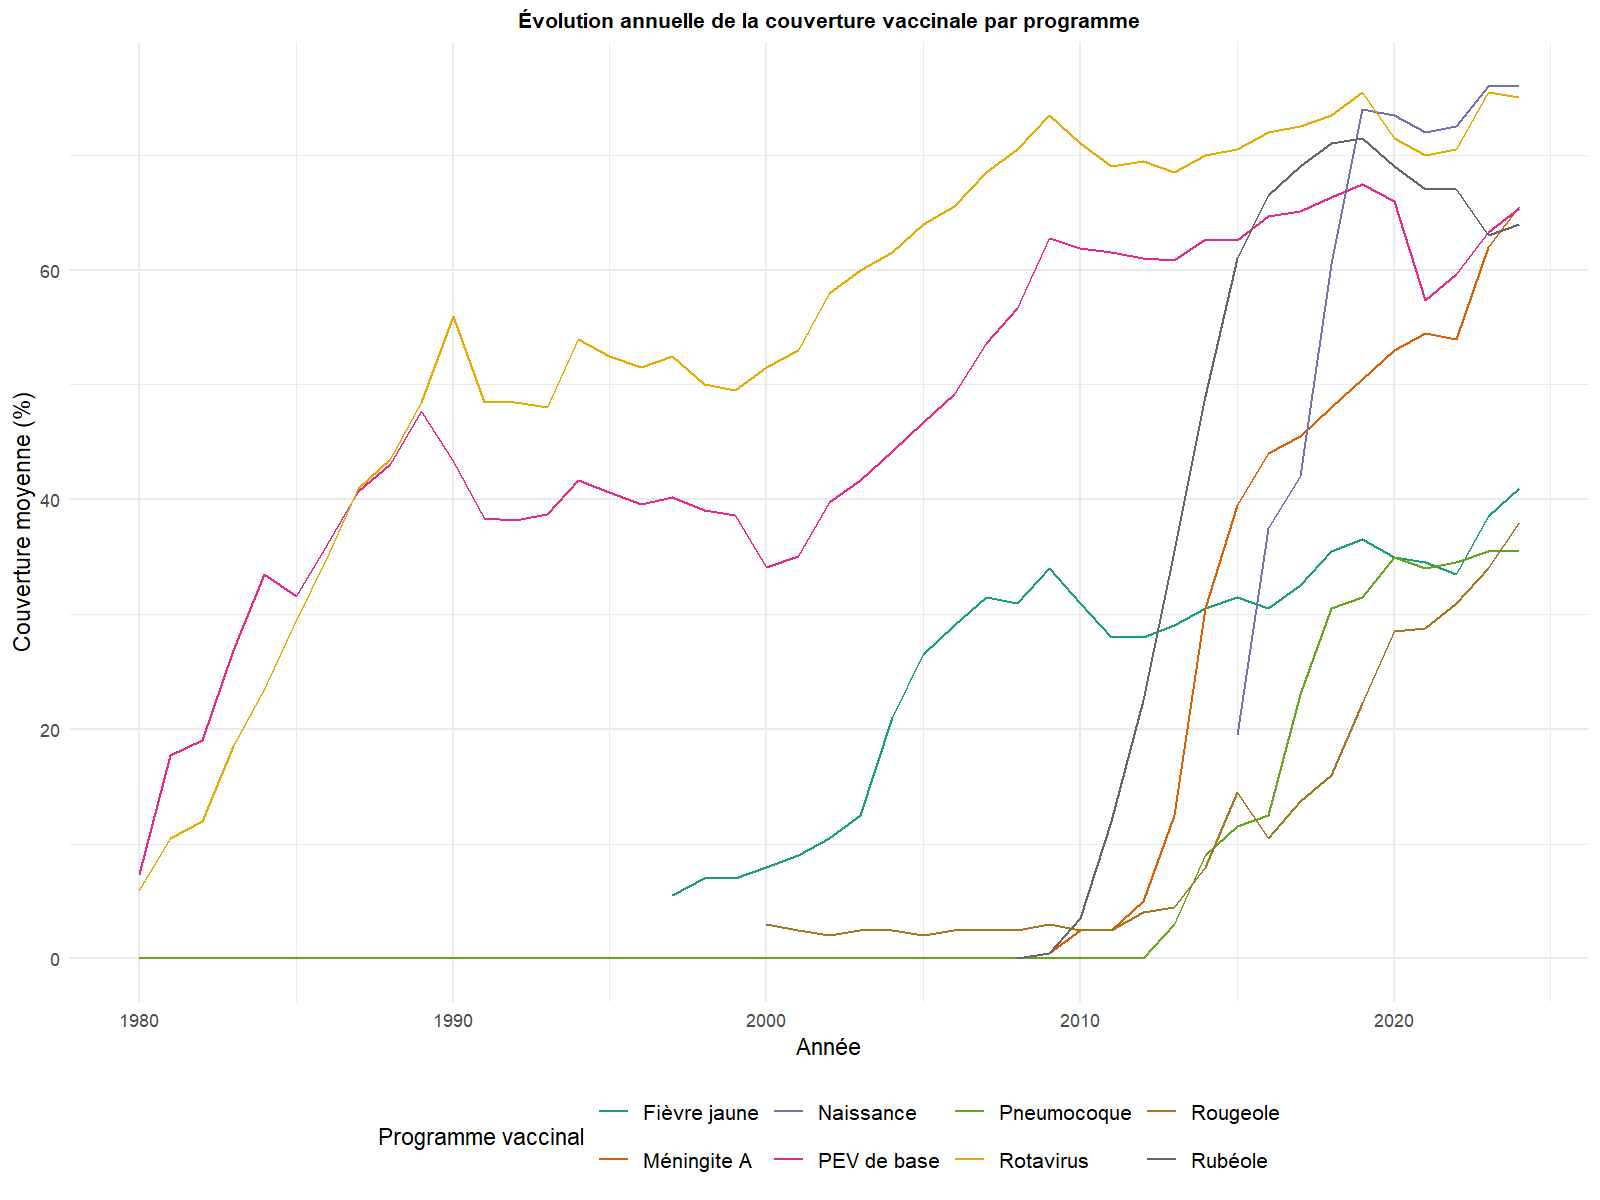 Évolution annuelle de la couverture vaccinale par programme
Couverture moyenne (%)
60
40
20
0
1980 1990 2000 2010 2020
Année
Programme vaccinal
Fièvre jaune Naissance Pneumocoque Rougeole
Méningite A PEV de base Rotavirus Rubéole